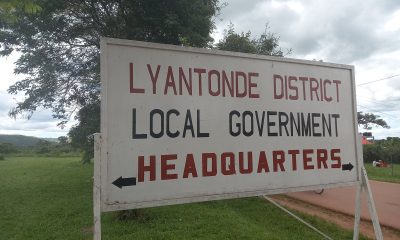 LYANTONDE DISTRICT
LOCAL GOVERNMENT
HEADQUARTERS